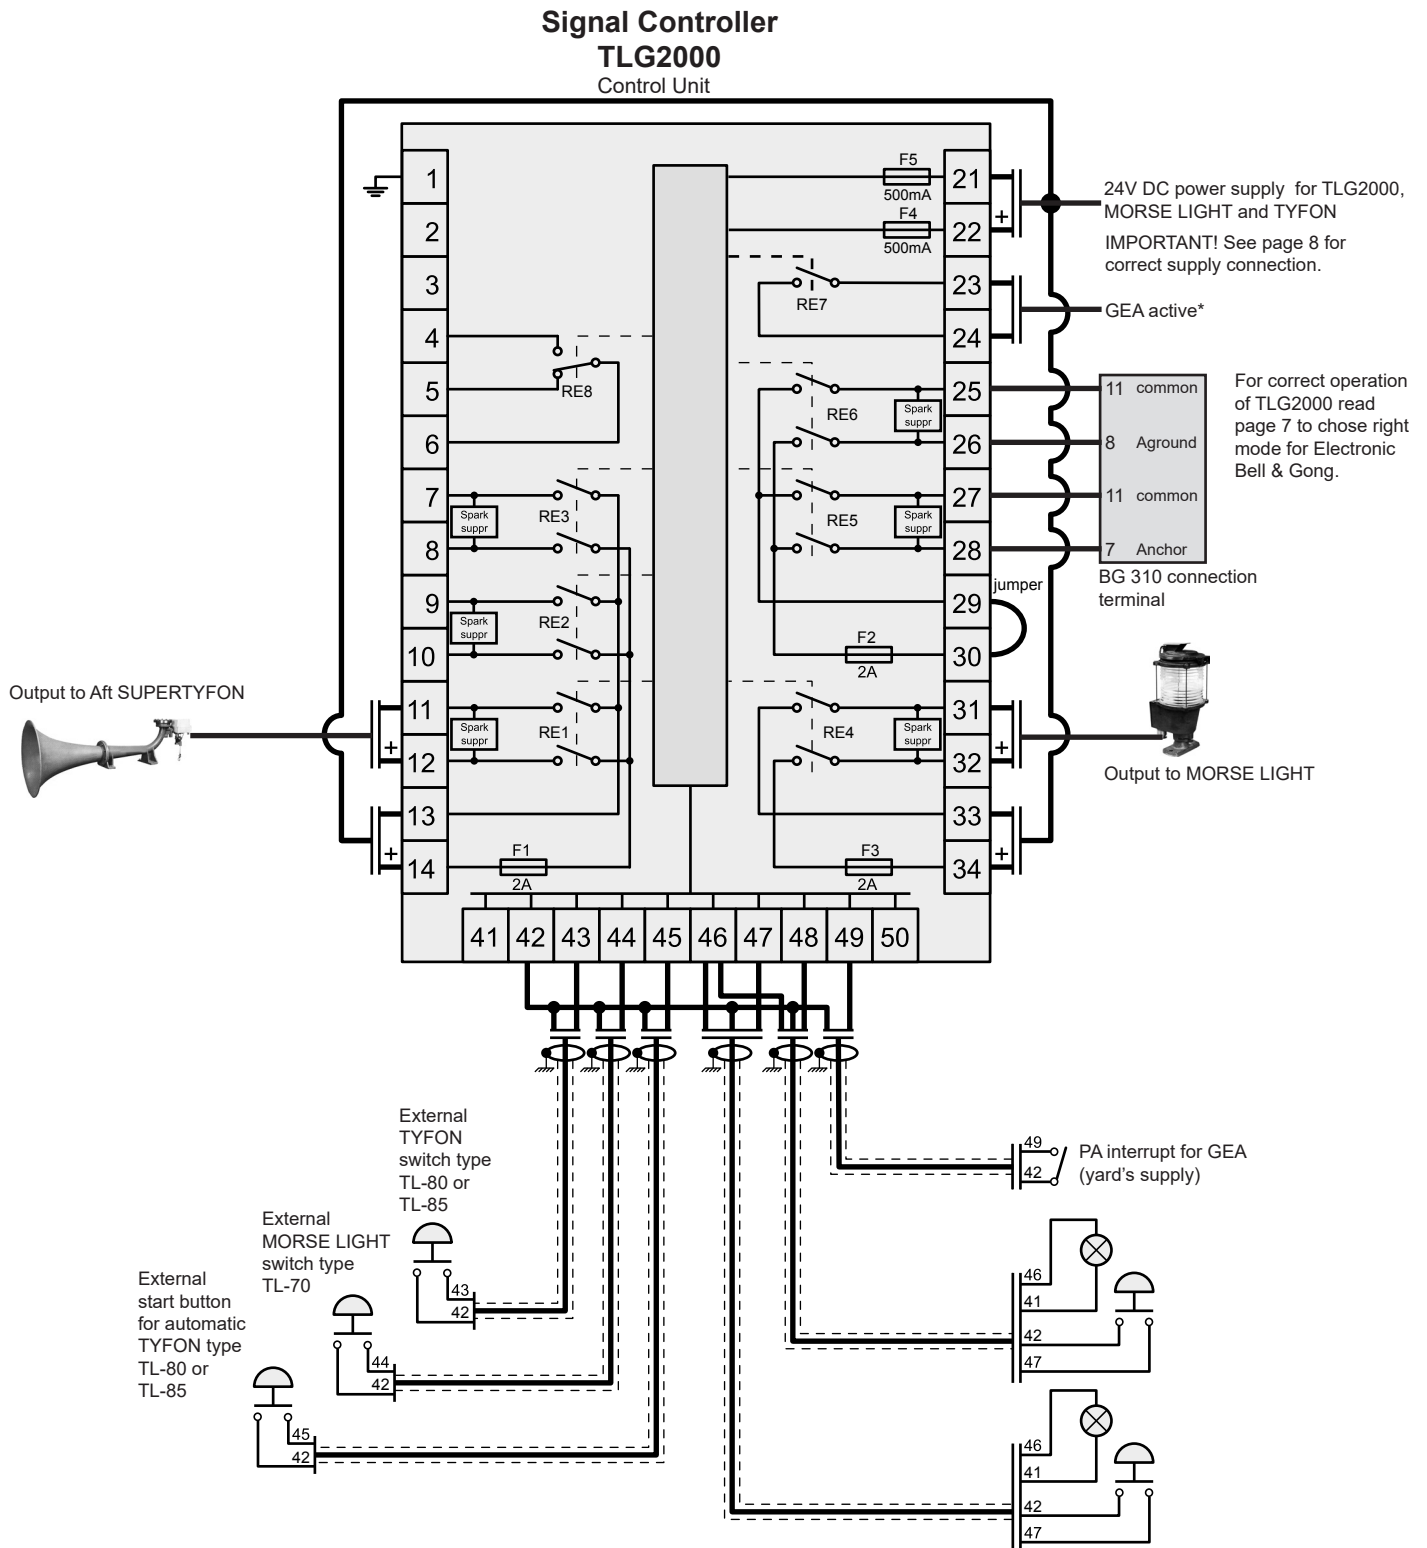 Signal Controller
TLG2000
Control Unit
1
2
3
4
5
6
7
8
9
10
11
12
13
14
+
+
21
22
23
24
25
26
27
28
29
30
31
32
33
34
+
+
+
F5
500mA
F4
500mA
RE7
RE8
RE6
Spark
suppr
RE3
Spark
suppr
RE5
Spark
suppr
RE2
Spark
suppr
F2
2A
RE1
Spark
suppr
RE4
Spark
suppr
F1
2A
F3
2A
24V DC power supply for TLG2000,
MORSE LIGHT and TYFON
IMPORTANT! See page 8 for
correct supply connection.
GEA active*
11 common
8 Aground
11 common
7 Anchor
BG 310 connection
terminal
For correct operation
of TLG2000 read
page 7 to chose right
mode for Electronic
Bell & Gong.
jumper
Output to MORSE LIGHT
Output to Aft SUPERTYFON
41 42 43 44 45 46 47 48 49 50
External
TYFON
switch type
TL-80 or
TL-85
43
42
External
MORSE LIGHT
switch type
TL-70
44
42
External
start button
for automatic
TYFON type
TL-80 or
TL-85
45
42
49
42
PA interrupt for GEA
(yard's supply)
46
41
42
47
46
41
42
47